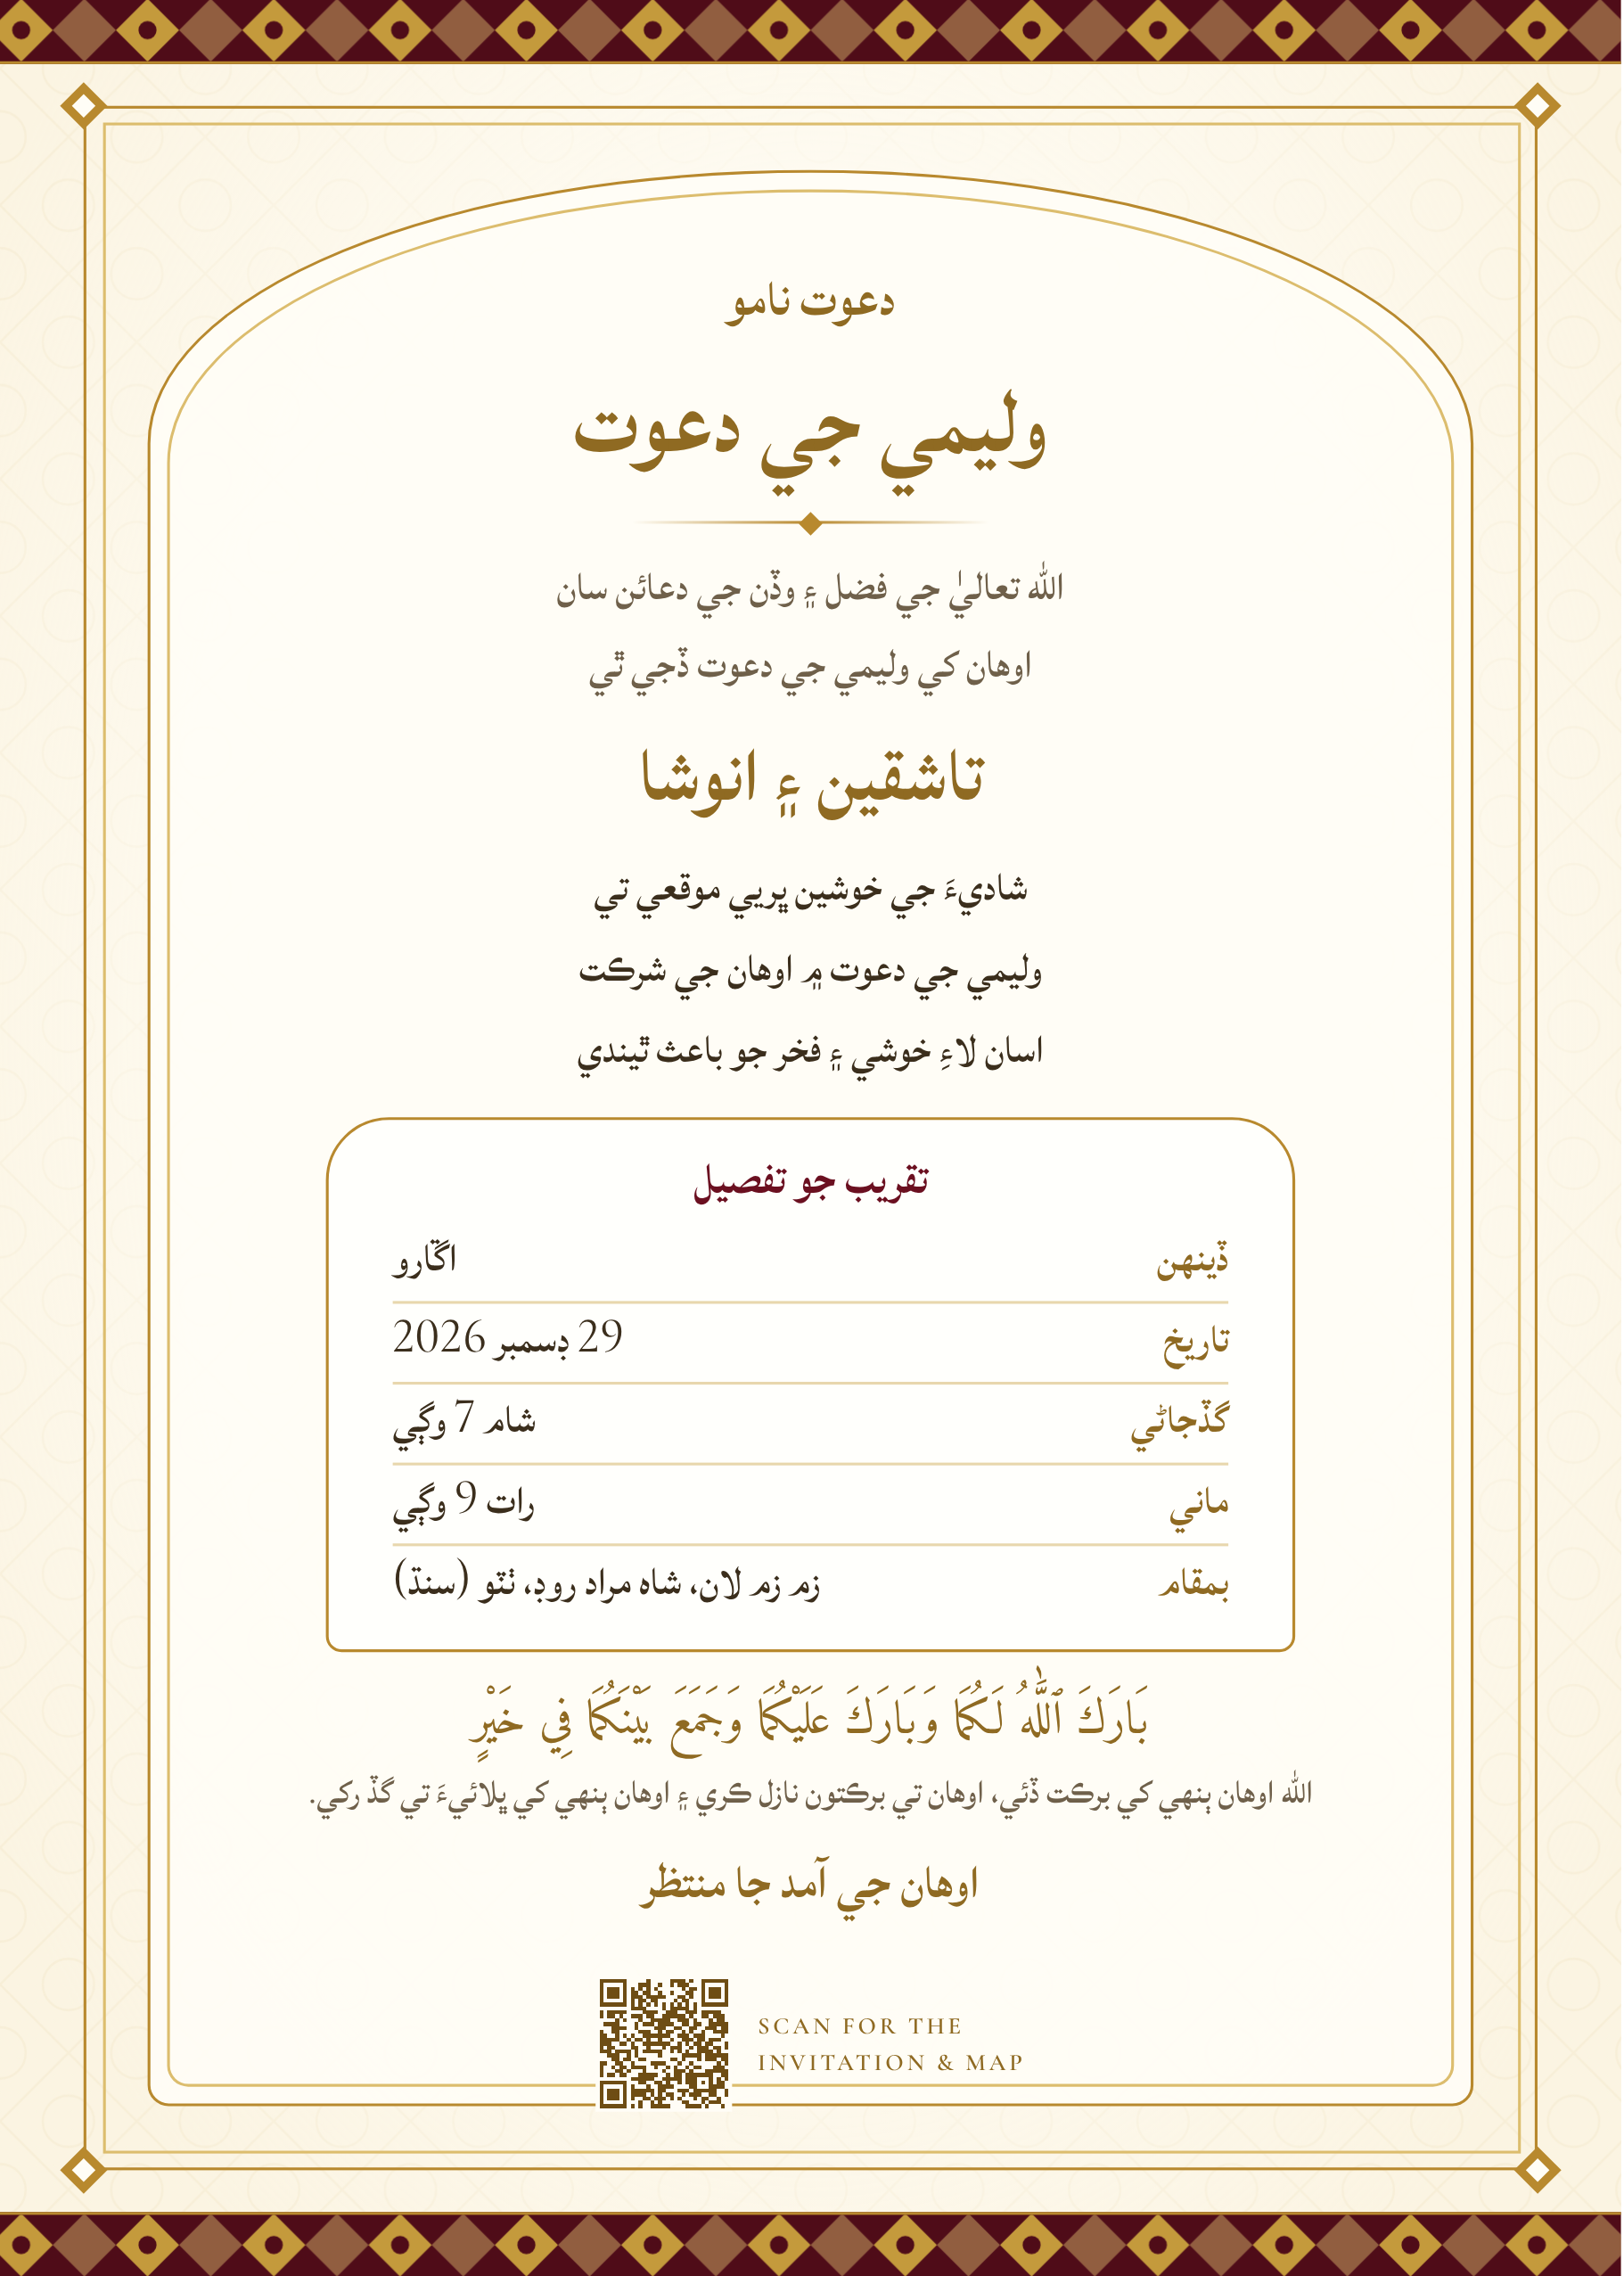 دعوت نامو
وليمي جي دعوت
الله تعاليٰ جي فضل ۽ وڏن جي دعائن سان
اوهان کي وليمي جي دعوت ڏجي ٿي
تاشقين ۽ انوشا
شاديءَ جي خوشين ڀريي موقعي تي
وليمي جي دعوت ۾ اوهان جي شرڪت
اسان لاءِ خوشي ۽ فخر جو باعث ٿيندي
تقريب جو تفصيل
ڏينهن اڱارو
تاريخ 29 ڊسمبر 2026
گڏجاڻي شام 7 وڳي
ماني رات 9 وڳي
بمقام زم زم لان، شاه مراد روڊ، ٺٽو (سنڌ)
بَارَكَ ٱللّٰهُ لَكُمَا وَبَارَكَ عَلَيْكُمَا وَجَمَعَ بَيْنَكُمَا فِي خَيْرٍ
الله اوهان ٻنهي کي برڪت ڏئي، اوهان تي برڪتون نازل ڪري ۽ اوهان ٻنهي کي ڀلائيءَ تي گڏ رکي.
اوهان جي آمد جا منتظر
SCAN FOR THE
INVITATION & MAP